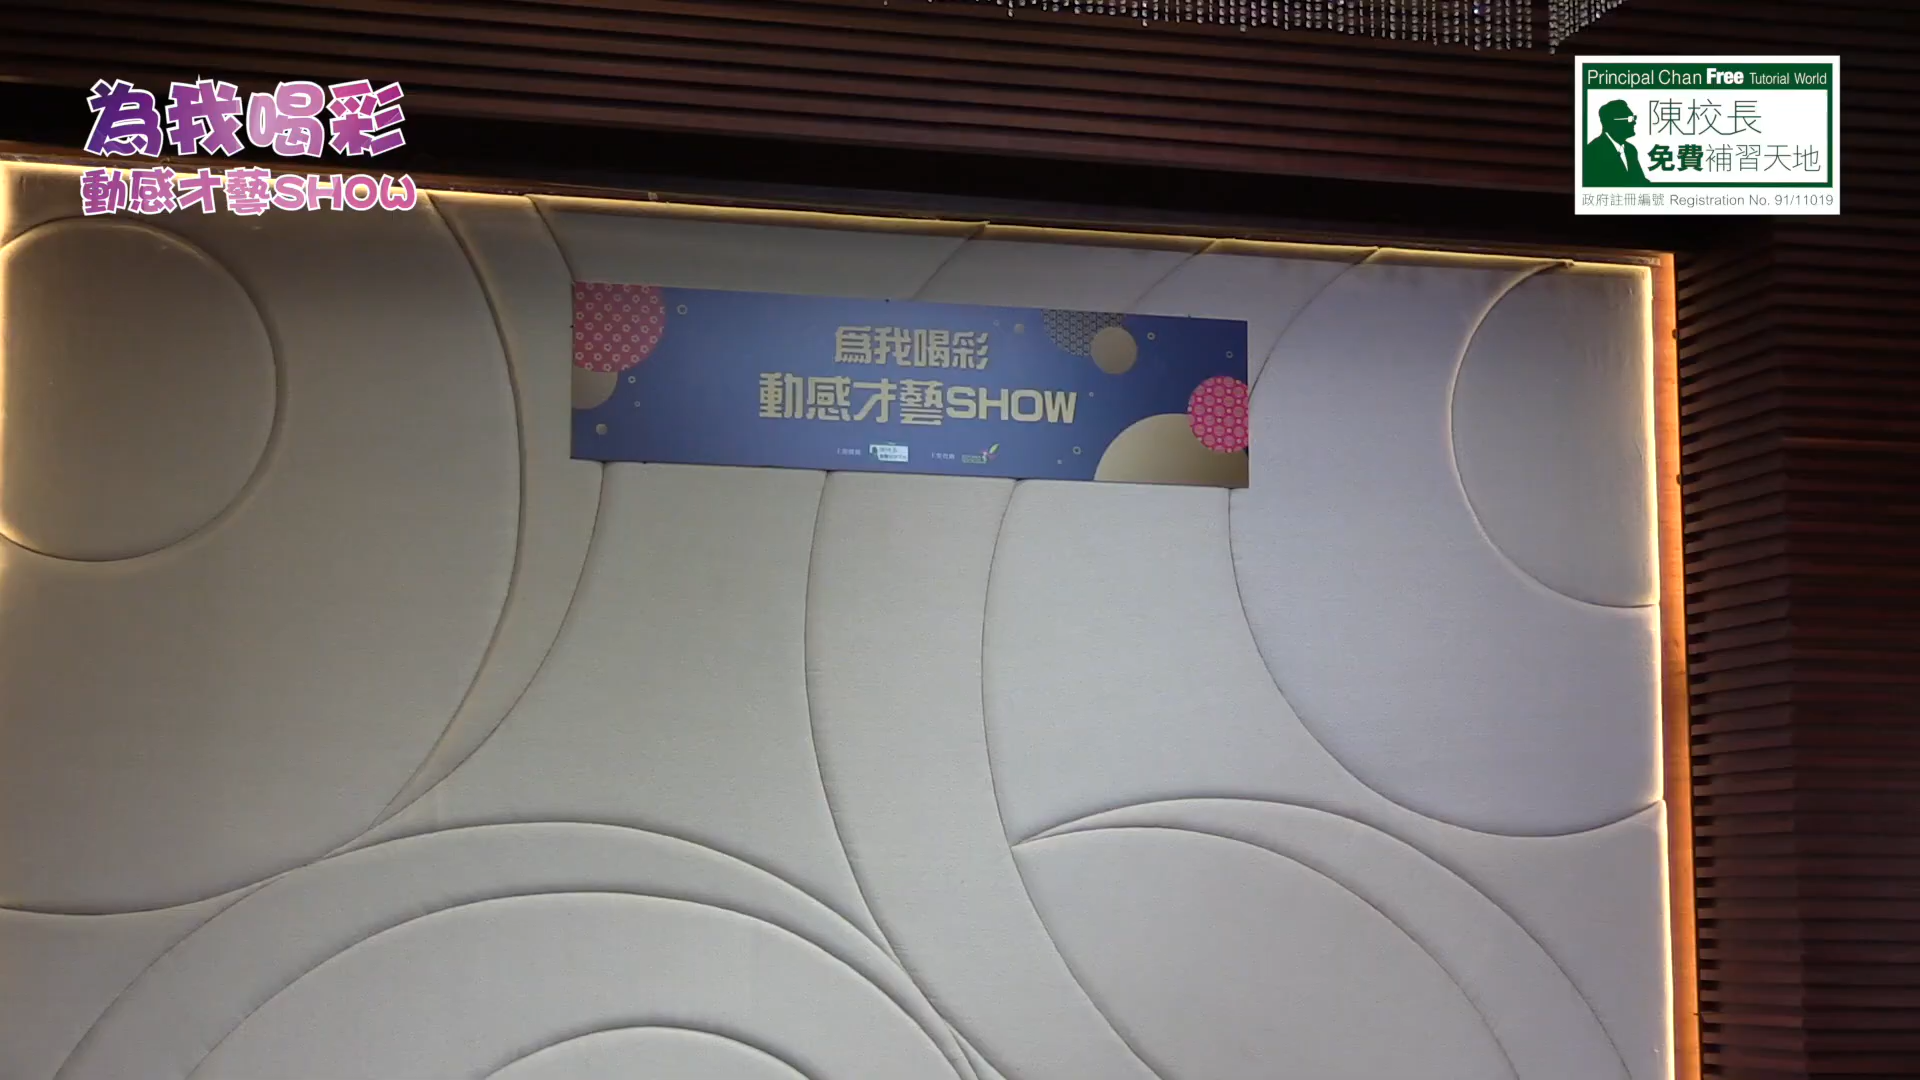 為我喝彩
動感才藝SHOW
Principal Chan Free Tutorial World
陳校長
免費補習天地
政府註冊編號 Registration No. 91/11019
爲我喝彩
動感才藝SHOW